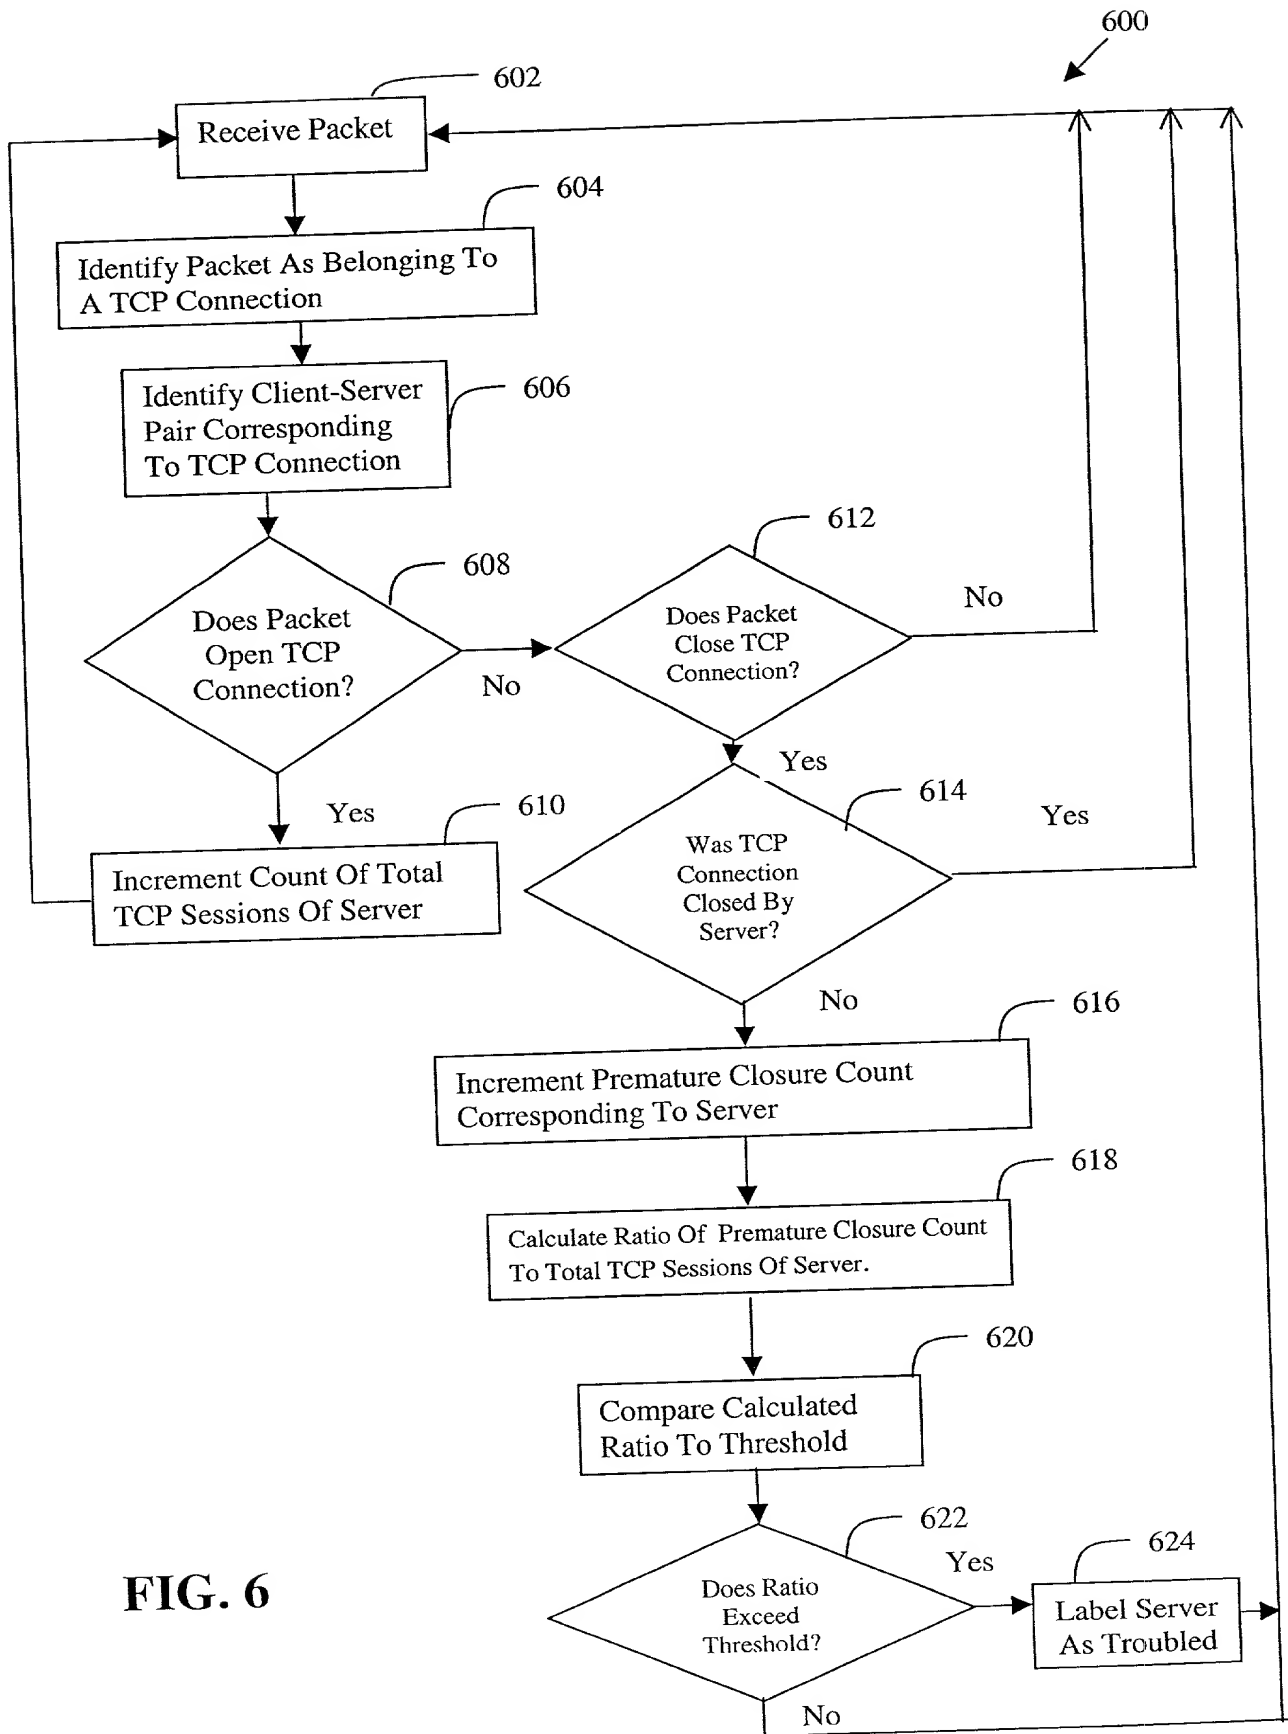 600
602
Receive Packet
604
Identify Packet As Belonging To
A TCP Connection
606
Identify Client-Server
Pair Corresponding
To TCP Connection
608
Does Packet
Open TCP
Connection?
No
612
Does Packet
Close TCP
Connection?
No
Yes
Yes
610
Increment Count Of Total
TCP Sessions Of Server
614
Was TCP
Connection
Closed By
Server?
Yes
No
616
Increment Premature Closure Count
Corresponding To Server
618
Calculate Ratio Of Premature Closure Count
To Total TCP Sessions Of Server.
620
Compare Calculated
Ratio To Threshold
622
Does Ratio
Exceed
Threshold?
Yes
624
Label Server
As Troubled
No
FIG. 6